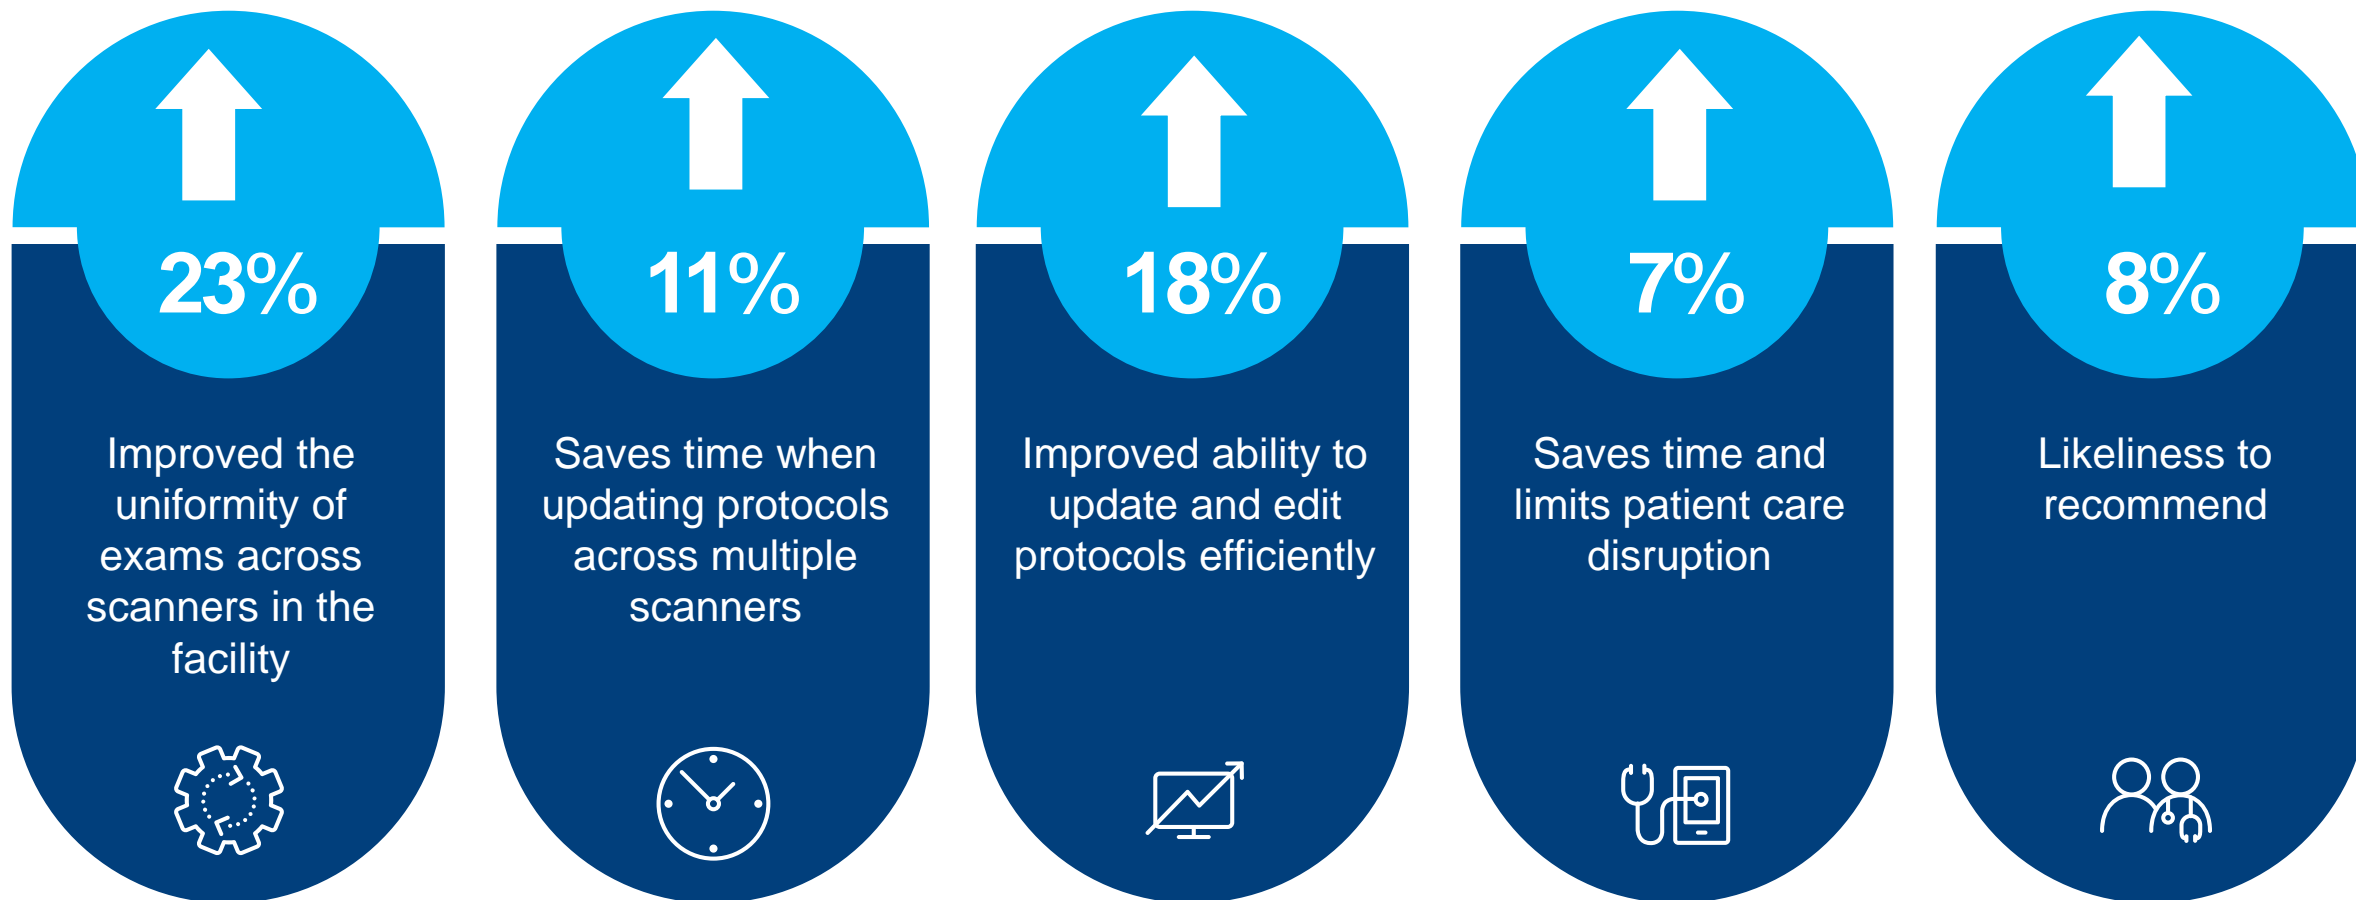 23%
Improved the
uniformity of
exams across
scanners in the
facility
11%
Saves time when
updating protocols
across multiple
scanners
18%
Improved ability to
update and edit
protocols efficiently
7%
Saves time and
limits patient care
disruption
8%
Likeliness to
recommend